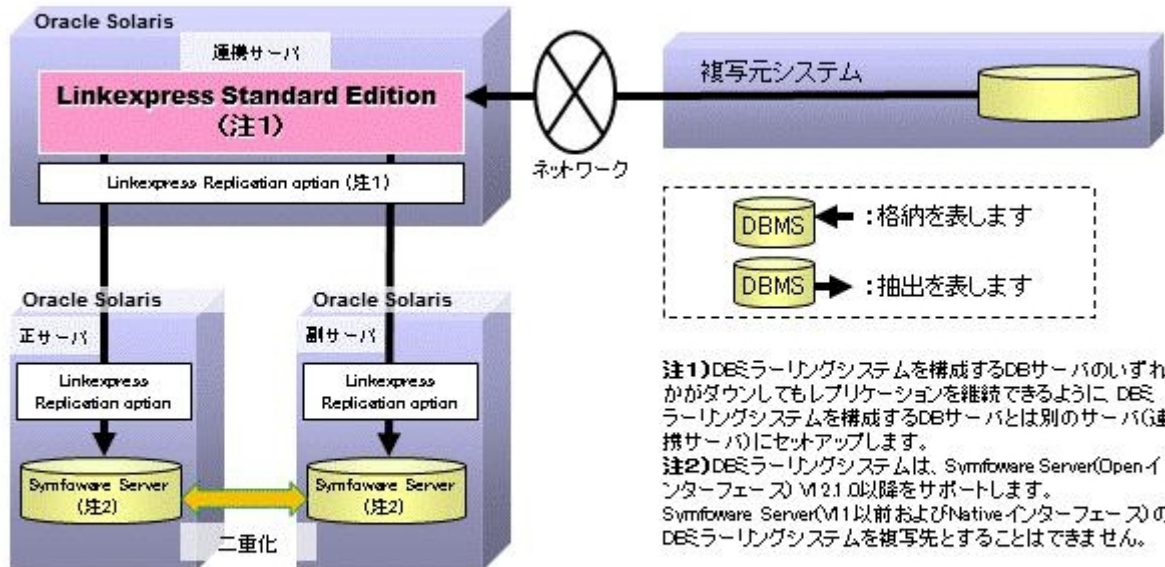 Oracle Solaris
連携サーバ
Linkexpress Standard Edition
(注1)
Linkexpress Replication option (注1)
ネットワーク
複写元システム
DBMS
:格納を表します
DBMS
:抽出を表します
Oracle Solaris
正サーバ
Linkexpress
Replication option
Symfoware Server
(注2)
Oracle Solaris
副サーバ
Linkexpress
Replication option
Symfoware Server
(注2)
二重化
注1)DBミラーリングシステムを構成するDBサーバのいずれ
かがダウンしてもレプリケーションを継続できるように、DBミ
ラーリングシステムを構成するDBサーバとは別のサーバ(連
携サーバ)にセットアップします。
注2)DBミラーリングシステムは、Symfoware Server(Openイ
ンターフェース) V12.1.0以降をサポートします。
Symfoware Server(V11以前およびNativeインターフェース)の
DBミラーリングシステムを複写先とすることはできません。